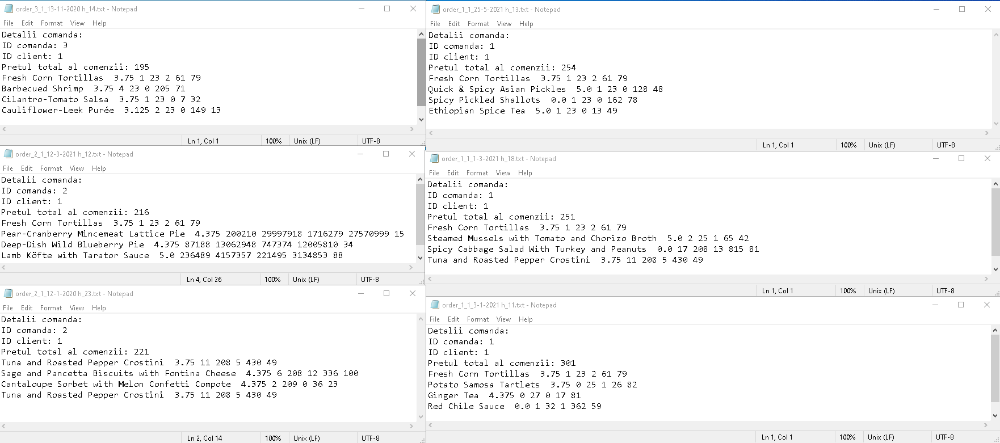 order_3_1_13-11-2020 h_14.txt - Notepad
File Edit Format View Help
Detalii comanda:
ID comanda: 3
ID client: 1
Pretul total al comenzii: 195
Fresh Corn Tortillas  3.75 1 23 2 61 79
Barbecued Shrimp  3.75 4 23 0 205 71
Cilantro-Tomato Salsa  3.75 1 23 0 7 32
Cauliflower-Leek Purée  3.125 2 23 0 149 13
Ln 1, Col 1 100% Unix (LF) UTF-8
order_2_1_12-3-2021 h_12.txt - Notepad
File Edit Format View Help
Detalii comanda:
ID comanda: 2
ID client: 1
Pretul total al comenzii: 216
Fresh Corn Tortillas  3.75 1 23 2 61 79
Pear-Cranberry Mincemeat Lattice Pie  4.375 200210 29997918 1716279 27570999 15
Deep-Dish Wild Blueberry Pie  4.375 87188 13062948 747374 12005810 34
Lamb Köfte with Tarator Sauce  5.0 236489 4157357 221495 3134853 88
Ln 4, Col 26 100% Unix (LF) UTF-8
order_2_1_12-1-2020 h_23.txt - Notepad
File Edit Format View Help
Detalii comanda:
ID comanda: 2
ID client: 1
Pretul total al comenzii: 221
Tuna and Roasted Pepper Crostini  3.75 11 208 5 430 49
Sage and Pancetta Biscuits with Fontina Cheese  4.375 6 208 12 336 100
Cantaloupe Sorbet with Melon Confetti Compote  4.375 2 209 0 36 23
Tuna and Roasted Pepper Crostini  3.75 11 208 5 430 49
Ln 2, Col 14 100% Unix (LF) UTF-8
order_1_1_25-5-2021 h_13.txt - Notepad
File Edit Format View Help
Detalii comanda:
ID comanda: 1
ID client: 1
Pretul total al comenzii: 254
Fresh Corn Tortillas  3.75 1 23 2 61 79
Quick & Spicy Asian Pickles  5.0 1 23 0 128 48
Spicy Pickled Shallots  0.0 1 23 0 162 78
Ethiopian Spice Tea  5.0 1 23 0 13 49
Ln 1, Col 1 100% Unix (LF) UTF-8
order_1_1_1-3-2021 h_18.txt - Notepad
File Edit Format View Help
Detalii comanda:
ID comanda: 1
ID client: 1
Pretul total al comenzii: 251
Fresh Corn Tortillas  3.75 1 23 2 61 79
Steamed Mussels with Tomato and Chorizo Broth  5.0 2 25 1 65 42
Spicy Cabbage Salad With Turkey and Peanuts  0.0 17 208 13 815 81
Tuna and Roasted Pepper Crostini  3.75 11 208 5 430 49
Ln 1, Col 1 100% Unix (LF) UTF-8
order_1_1_3-1-2021 h_11.txt - Notepad
File Edit Format View Help
Detalii comanda:
ID comanda: 1
ID client: 1
Pretul total al comenzii: 301
Fresh Corn Tortillas  3.75 1 23 2 61 79
Potato Samosa Tartlets  3.75 0 25 1 26 82
Ginger Tea  4.375 0 27 0 17 81
Red Chile Sauce  0.0 1 32 1 362 59
Ln 1, Col 1 100% Unix (LF) UTF-8